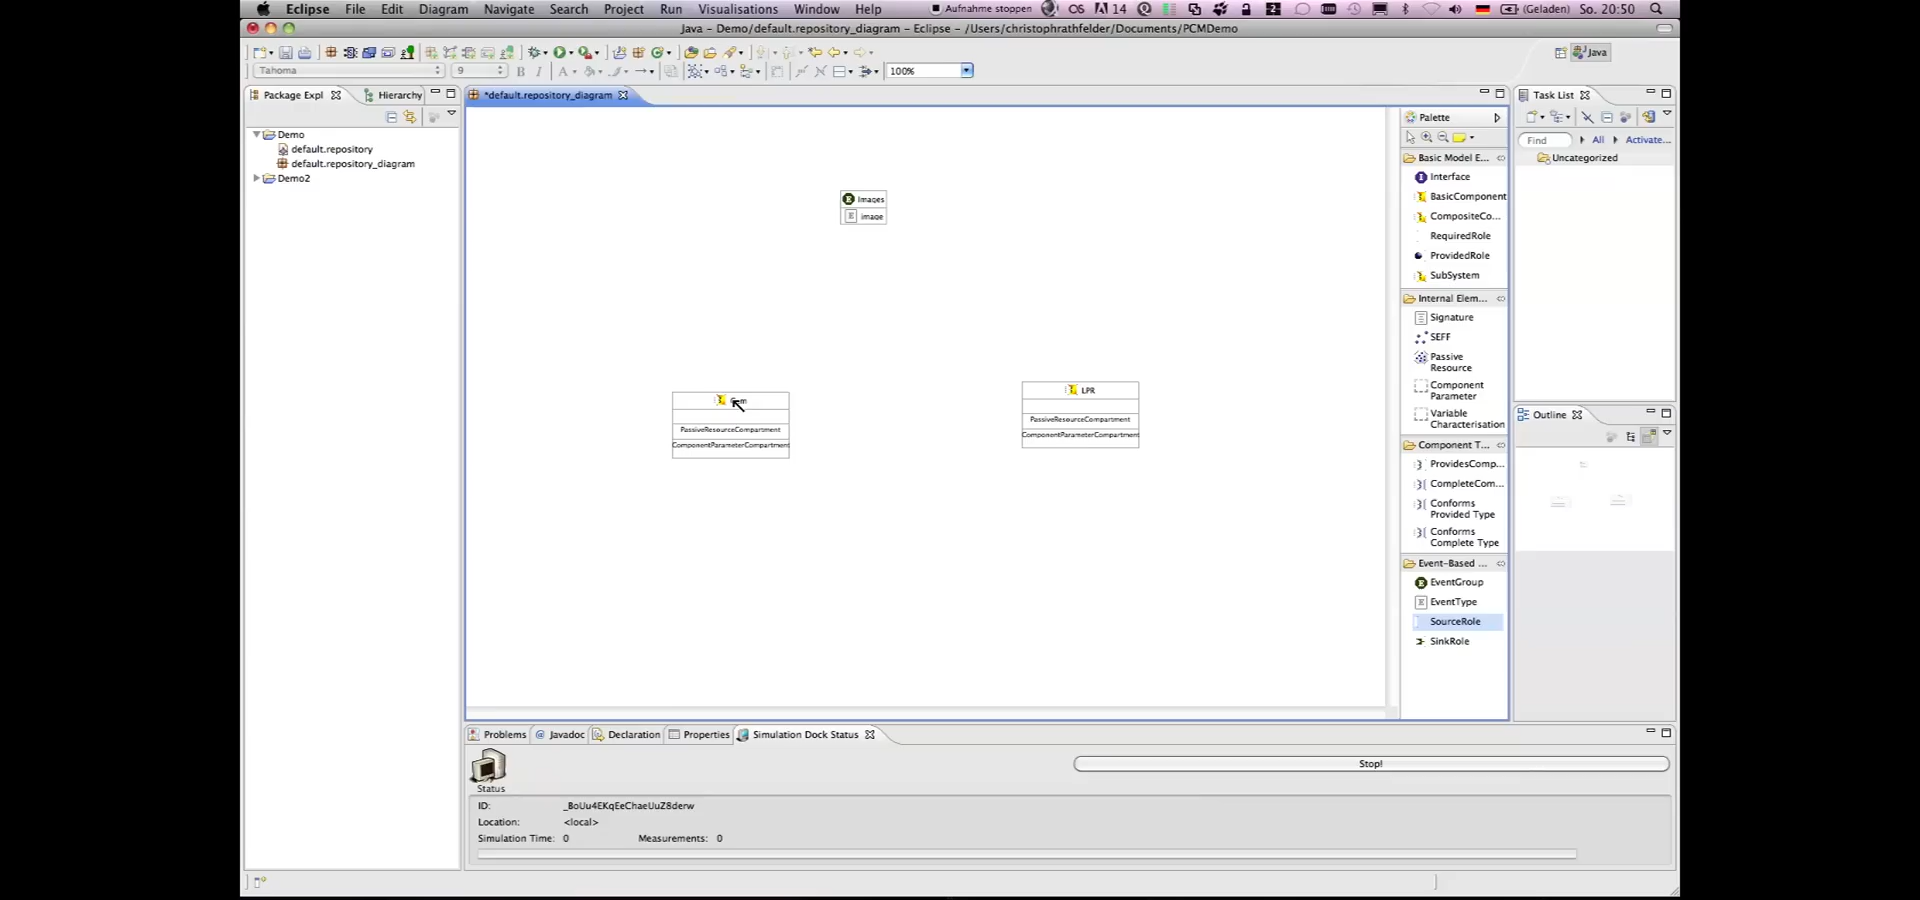 Eclipse File Edit Diagram Navigate Search Project Run Visualisations Window Help Aufnahme stoppen OS 14 2 (Geladen) So. 20:50
Java – Demo/default.repository_diagram – Eclipse – /Users/christophrathfelder/Documents/PCMDemo
Java
Tahoma 9 B I A 100%
Package Expl Hierarchy
*default.repository_diagram
Task List
Demo
default.repository
default.repository_diagram
Demo2
Images
image
PassiveResourceCompartment
ComponentParameterCompartment
LPR
PassiveResourceCompartment
ComponentParameterCompartment
Palette
Basic Model E...
Interface
BasicComponent
CompositeCo...
RequiredRole
ProvidedRole
SubSystem
Internal Elem...
Signature
SEFF
Passive
Resource
Component
Parameter
Variable
Characterisation
Component T...
ProvidesComp...
CompleteCom...
Conforms
Provided Type
Conforms
Complete Type
Event-Based ...
EventGroup
EventType
SourceRole
SinkRole
Find All Activate...
Uncategorized
Outline
Problems Javadoc Declaration Properties Simulation Dock Status
Status
Stop!
ID: _BoUu4EKqEeChaeUuZ8derw
Location: <local>
Simulation Time: 0 Measurements: 0